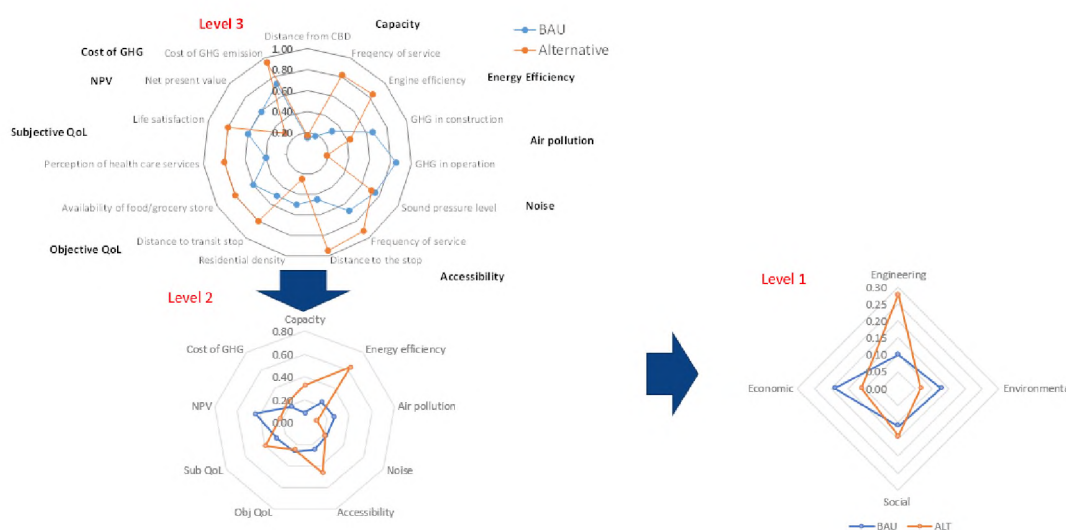 Level 3
Capacity
BAU
Alternative
Distance from CBD
1.00
0.80
0.60
0.40
0.20
Cost of GHG
Cost of GHG emission
Freqency of service
NPV
Net present value
Engine efficiency
Energy Efficiency
Subjective QoL
Life satisfaction
GHG in construction
Air pollution
Perception of health care services
GHG in operation
Availability of food/grocery store
Sound pressure level
Noise
Objective QoL
Distance to transit stop
Frequency of service
Residential density
Distance to the stop
Accessibility
Level 2
Capacity
0.80
0.60
0.40
0.20
0.00
Cost of GHG
Energy efficiency
NPV
Air pollution
Sub QoL
Noise
Obj QoL
Accessibility
Level 1
Engineering
0.30
0.25
0.20
0.15
0.10
0.05
0.00
Economic
Environmenta
Social
BAU
ALT